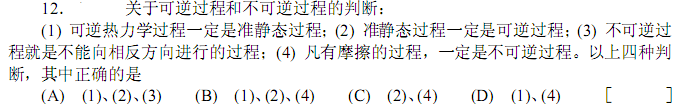 12. 关于可逆过程和不可逆过程的判断:
(1) 可逆热力学过程一定是准静态过程; (2) 准静态过程一定是可逆过程; (3) 不可逆过
程就是不能向相反方向进行的过程; (4) 凡有摩擦的过程，一定是不可逆过程。以上四种判
断，其中正确的是
(A) (1)、(2)、(3) (B) (1)、(2)、(4) (C) (2)、(4) (D) (1)、(4) [ ]